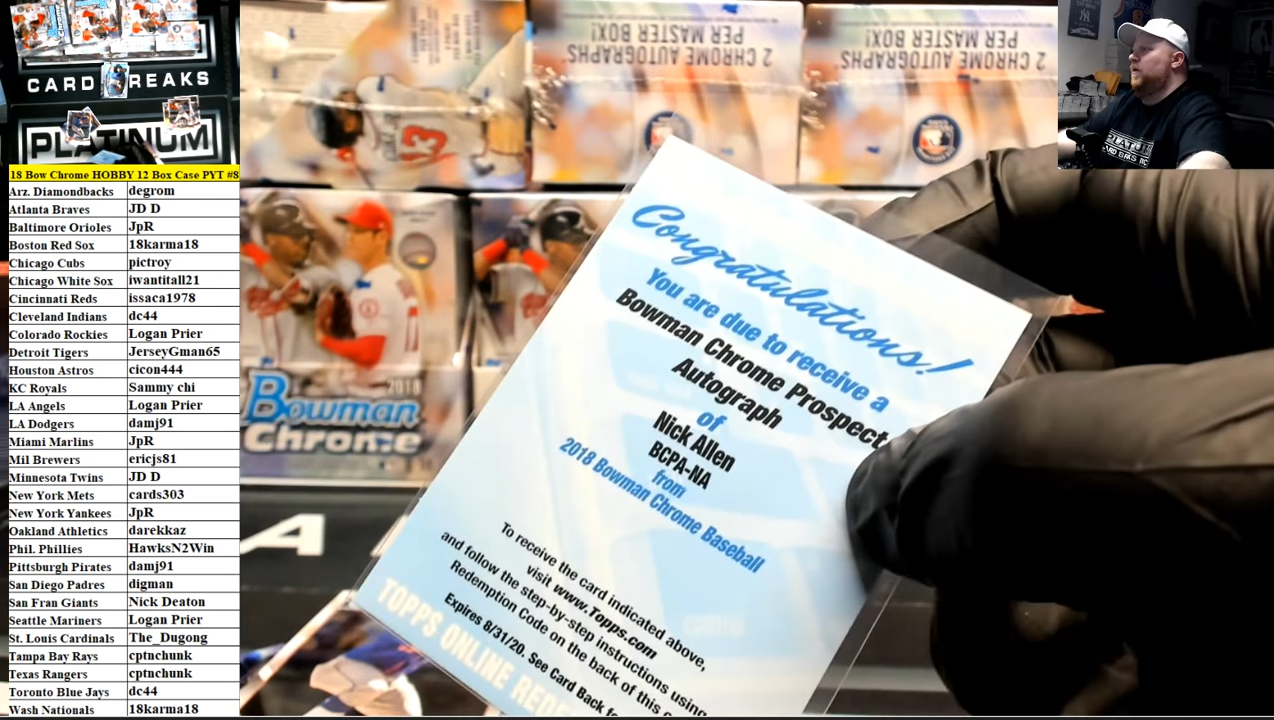 CARD BREAKS
PLATINUM
18 Bow Chrome HOBBY 12 Box Case PYT #8
Arz. Diamondbacks degrom
Atlanta Braves JD D
Baltimore Orioles JpR
Boston Red Sox 18karma18
Chicago Cubs pictroy
Chicago White Sox iwantitall21
Cincinnati Reds issaca1978
Cleveland Indians dc44
Colorado Rockies Logan Prier
Detroit Tigers JerseyGman65
Houston Astros cicon444
KC Royals Sammy chi
LA Angels Logan Prier
LA Dodgers damj91
Miami Marlins JpR
Mil Brewers ericjs81
Minnesota Twins JD D
New York Mets cards303
New York Yankees JpR
Oakland Athletics darekkaz
Phil. Phillies HawksN2Win
Pittsburgh Pirates damj91
San Diego Padres digman
San Fran Giants Nick Deaton
Seattle Mariners Logan Prier
St. Louis Cardinals The_Dugong
Tampa Bay Rays cptnchunk
Texas Rangers cptnchunk
Toronto Blue Jays dc44
Wash Nationals 18karma18
2 CHROME AUTOGRAPHS
PER MASTER BOX!
2 CHROME AUTOGRAPHS
PER MASTER BOX!
13
2018
Bowman
Chrome
A
Congratulations!
You are due to receive a
Bowman Chrome Prospect
Autograph
of
Nick Allen
BCPA-NA
from
2018 Bowman Chrome Baseball
To receive the card indicated above,
visit www.Topps.com
and follow the step-by-step instructions using
Redemption Code on the back of this
Expires 8/31/20. See Card Back
TOPPS ONLINE